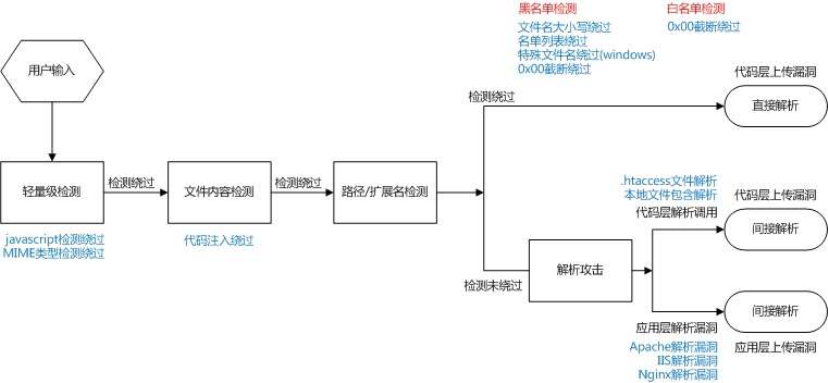 黑名单检测
白名单检测
文件名大小写绕过
名单列表绕过
特殊文件名绕过(windows)
0x00截断绕过
0x00截断绕过
用户输入
代码层上传漏洞
检测绕过
直接解析
轻量级检测
检测绕过
文件内容检测
检测绕过
路径/扩展名检测
javascript检测绕过
MIME类型检测绕过
代码注入绕过
.htaccess文件解析
本地文件包含解析
代码层解析调用
代码层上传漏洞
间接解析
解析攻击
检测未绕过
间接解析
应用层解析漏洞
Apache解析漏洞
IIS解析漏洞
Nginx解析漏洞
应用层上传漏洞